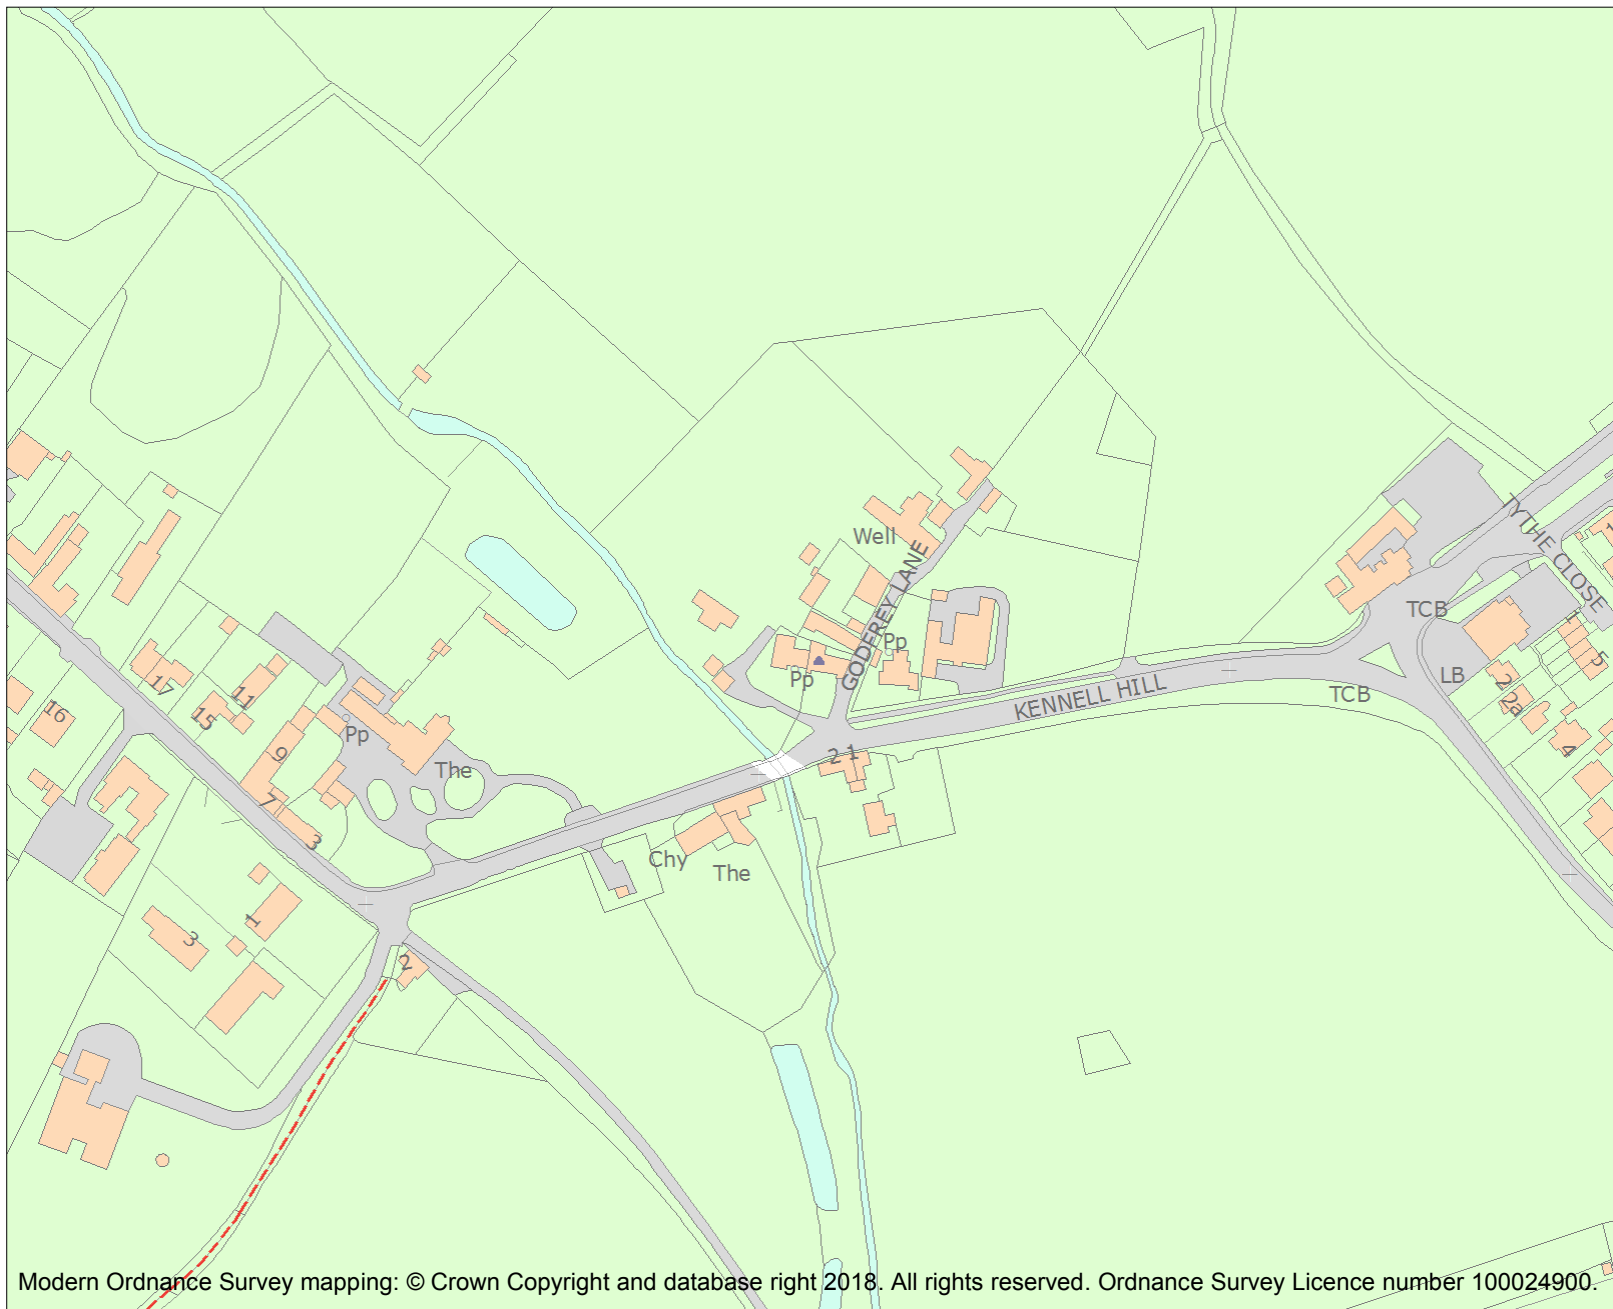 TYTHE CLOSE
Well
GODFREY LANE
Pp
TCB
1
1
5
LB
2
2a
4
TCB
KENNELL HILL
Pp
2 1
17
11
15
16
9
Pp
The
7
3
Chy
The
1
3
2
Modern Ordnance Survey mapping: © Crown Copyright and database right 2018. All rights reserved. Ordnance Survey Licence number 100024900.